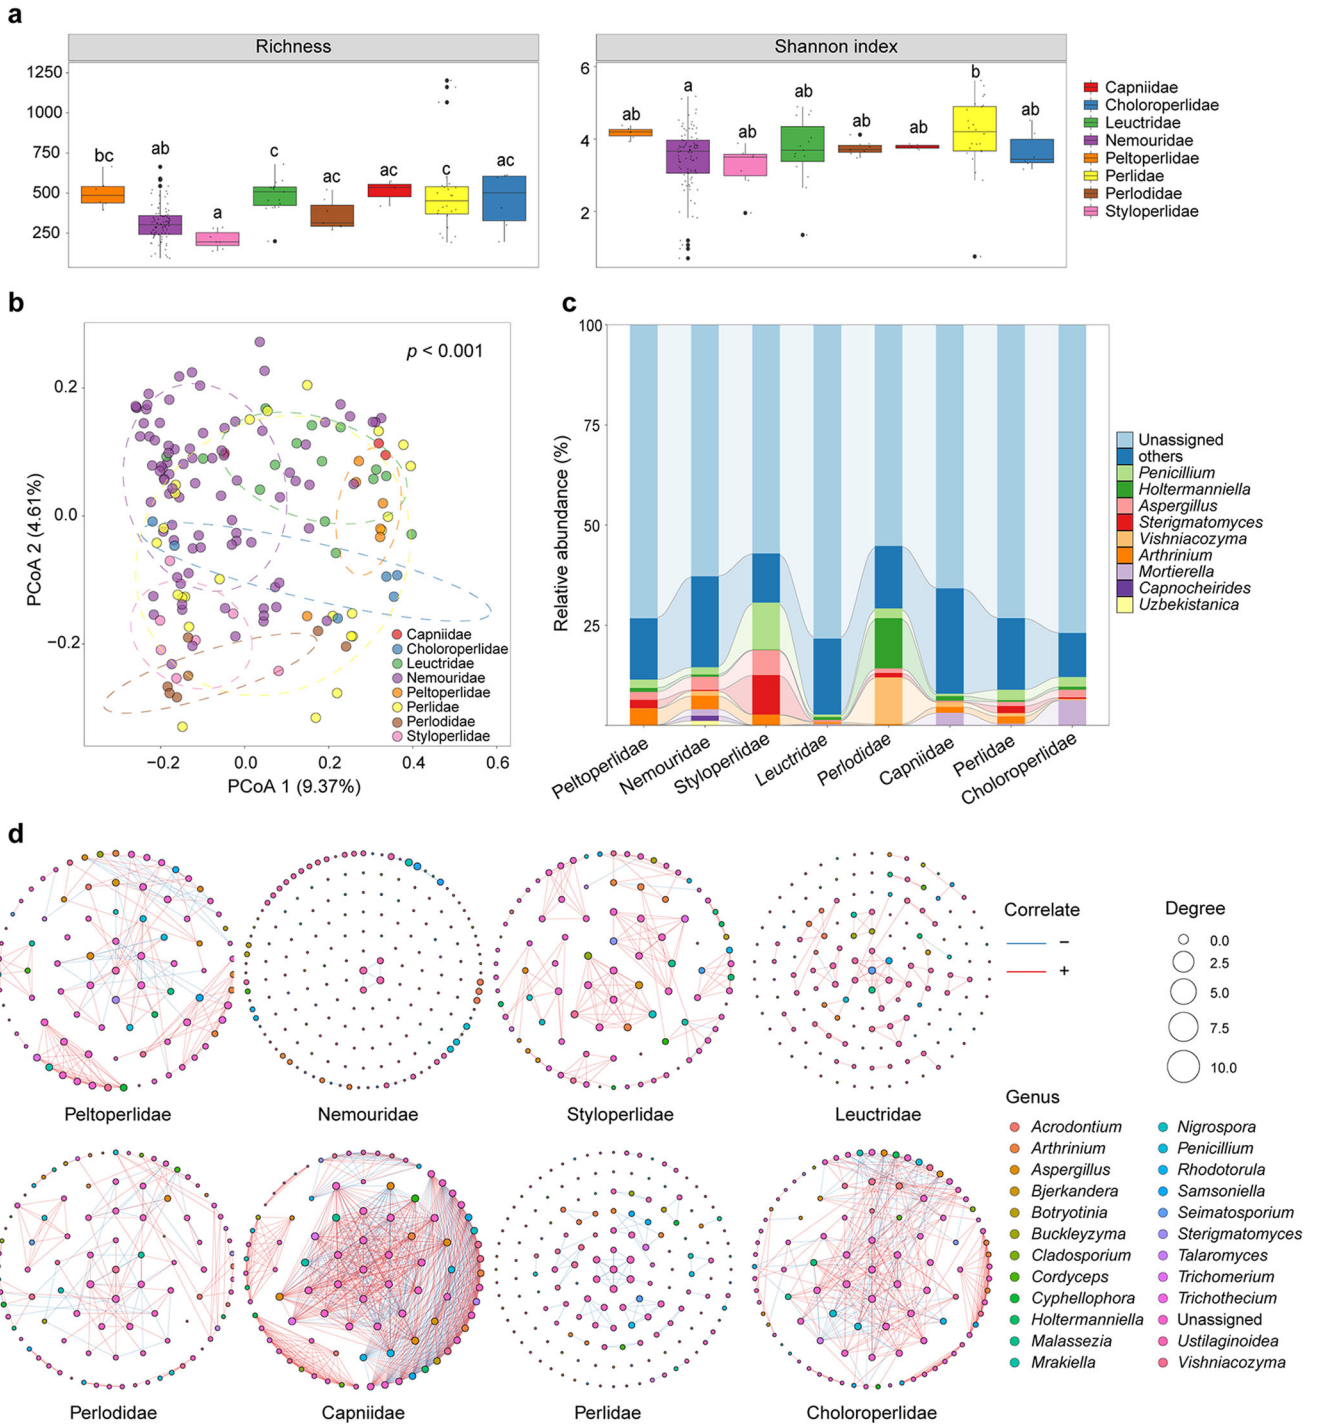 a
Richness
Shannon index
1250
1000
750
500
250
bc
ab
a
c
ac
ac
c
ac
6
4
2
ab
a
ab
ab
ab
ab
b
ab
Capniidae
Choloroperlidae
Leuctridae
Nemouridae
Peltoperlidae
Perlidae
Perlodidae
Styloperlidae
b
p < 0.001
PCoA 2 (4.61%)
0.2
0.0
−0.2
Capniidae
Choloroperlidae
Leuctridae
Nemouridae
Peltoperlidae
Perlidae
Perlodidae
Styloperlidae
−0.2
0.0
0.2
0.4
0.6
PCoA 1 (9.37%)
c
Relative abundance (%)
100
75
50
25
Peltoperlidae
Nemouridae
Styloperlidae
Leuctridae
Perlodidae
Capniidae
Perlidae
Choloroperlidae
Unassigned
others
Penicillium
Holtermanniella
Aspergillus
Sterigmatomyces
Vishniacozyma
Arthrinium
Mortierella
Capnocheirides
Uzbekistanica
d
Peltoperlidae
Nemouridae
Styloperlidae
Leuctridae
Perlodidae
Capniidae
Perlidae
Choloroperlidae
Correlate
−
+
Degree
0.0
2.5
5.0
7.5
10.0
Genus
Acrodontium
Arthrinium
Aspergillus
Bjerkandera
Botryotinia
Buckleyzyma
Cladosporium
Cordyceps
Cyphellophora
Holtermanniella
Malassezia
Mrakiella
Nigrospora
Penicillium
Rhodotorula
Samsoniella
Seimatosporium
Sterigmatomyces
Talaromyces
Trichomerium
Trichothecium
Unassigned
Ustilaginoidea
Vishniacozyma